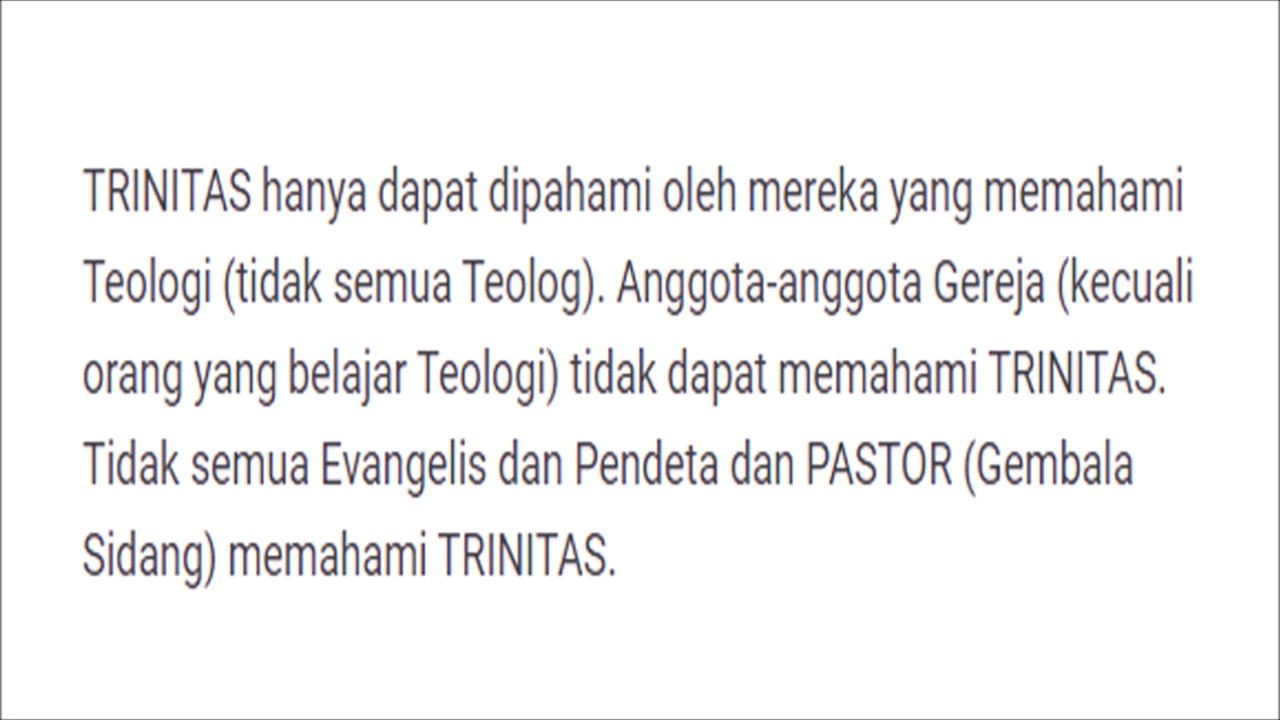 TRINITAS hanya dapat dipahami oleh mereka yang memahami
Teologi (tidak semua Teolog). Anggota-anggota Gereja (kecuali
orang yang belajar Teologi) tidak dapat memahami TRINITAS.
Tidak semua Evangelis dan Pendeta dan PASTOR (Gembala
Sidang) memahami TRINITAS.